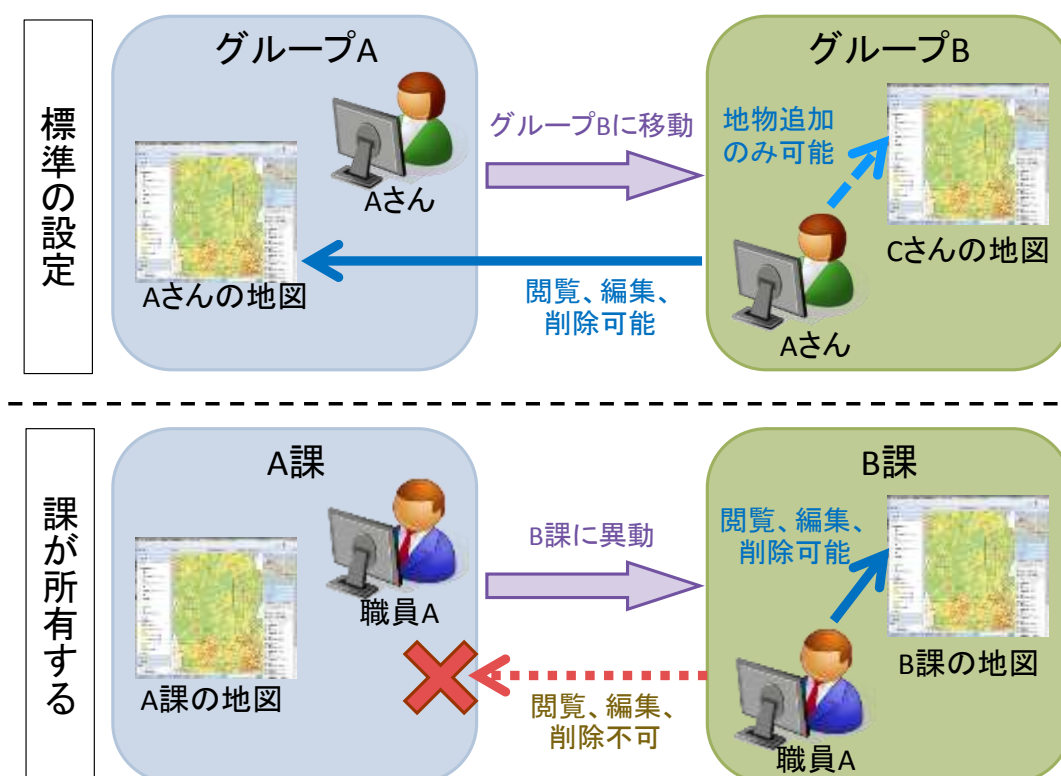 標準の設定
グループA
Aさん
Aさんの地図
グループBに移動
閲覧、編集、
削除可能
グループB
地物追加
のみ可能
Cさんの地図
Aさん
課が所有する
A課
職員A
A課の地図
B課に異動
閲覧、編集、
削除不可
B課
閲覧、編集、
削除可能
B課の地図
職員A